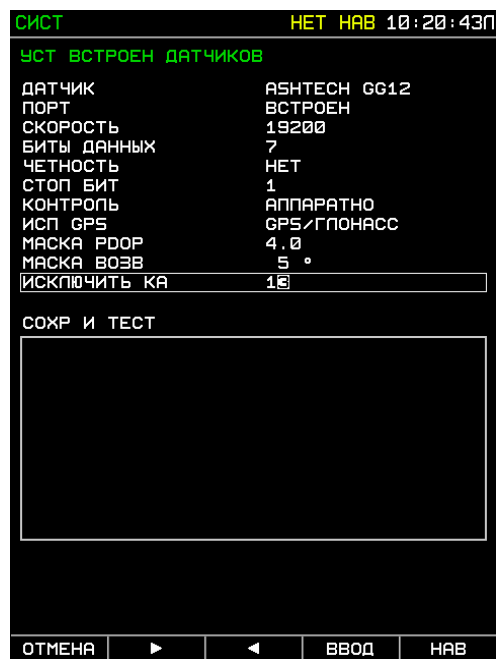 СИСТ НЕТ НАВ 10:20:43Л
УСТ ВСТРОЕН ДАТЧИКОВ
ДАТЧИК ASHTECH GG12
ПОРТ ВСТРОЕН
СКОРОСТЬ 19200
БИТЫ ДАННЫХ 7
ЧЕТНОСТЬ НЕТ
СТОП БИТ 1
КОНТРОЛЬ АППАРАТНО
ИСП GPS GPS/ГЛОНАСС
МАСКА PDOP 4.0
МАСКА ВОЗВ 5 °
ИСКЛЮЧИТЬ КА 13
СОХР И ТЕСТ
ОТМЕНА ► ◄ ВВОД НАВ